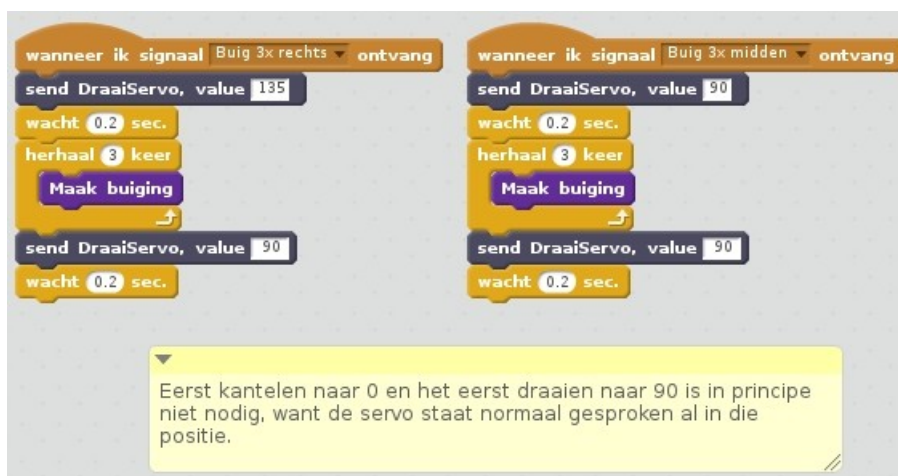 wanneer ik signaal Buig 3x rechts ontvang
send DraaiServo, value 135
wacht 0.2 sec.
herhaal 3 keer
Maak buiging
send DraaiServo, value 90
wacht 0.2 sec.
wanneer ik signaal Buig 3x midden ontvang
send DraaiServo, value 90
wacht 0.2 sec.
herhaal 3 keer
Maak buiging
send DraaiServo, value 90
wacht 0.2 sec.
Eerst kantelen naar 0 en het eerst draaien naar 90 is in principe
niet nodig, want de servo staat normaal gesproken al in die
positie.